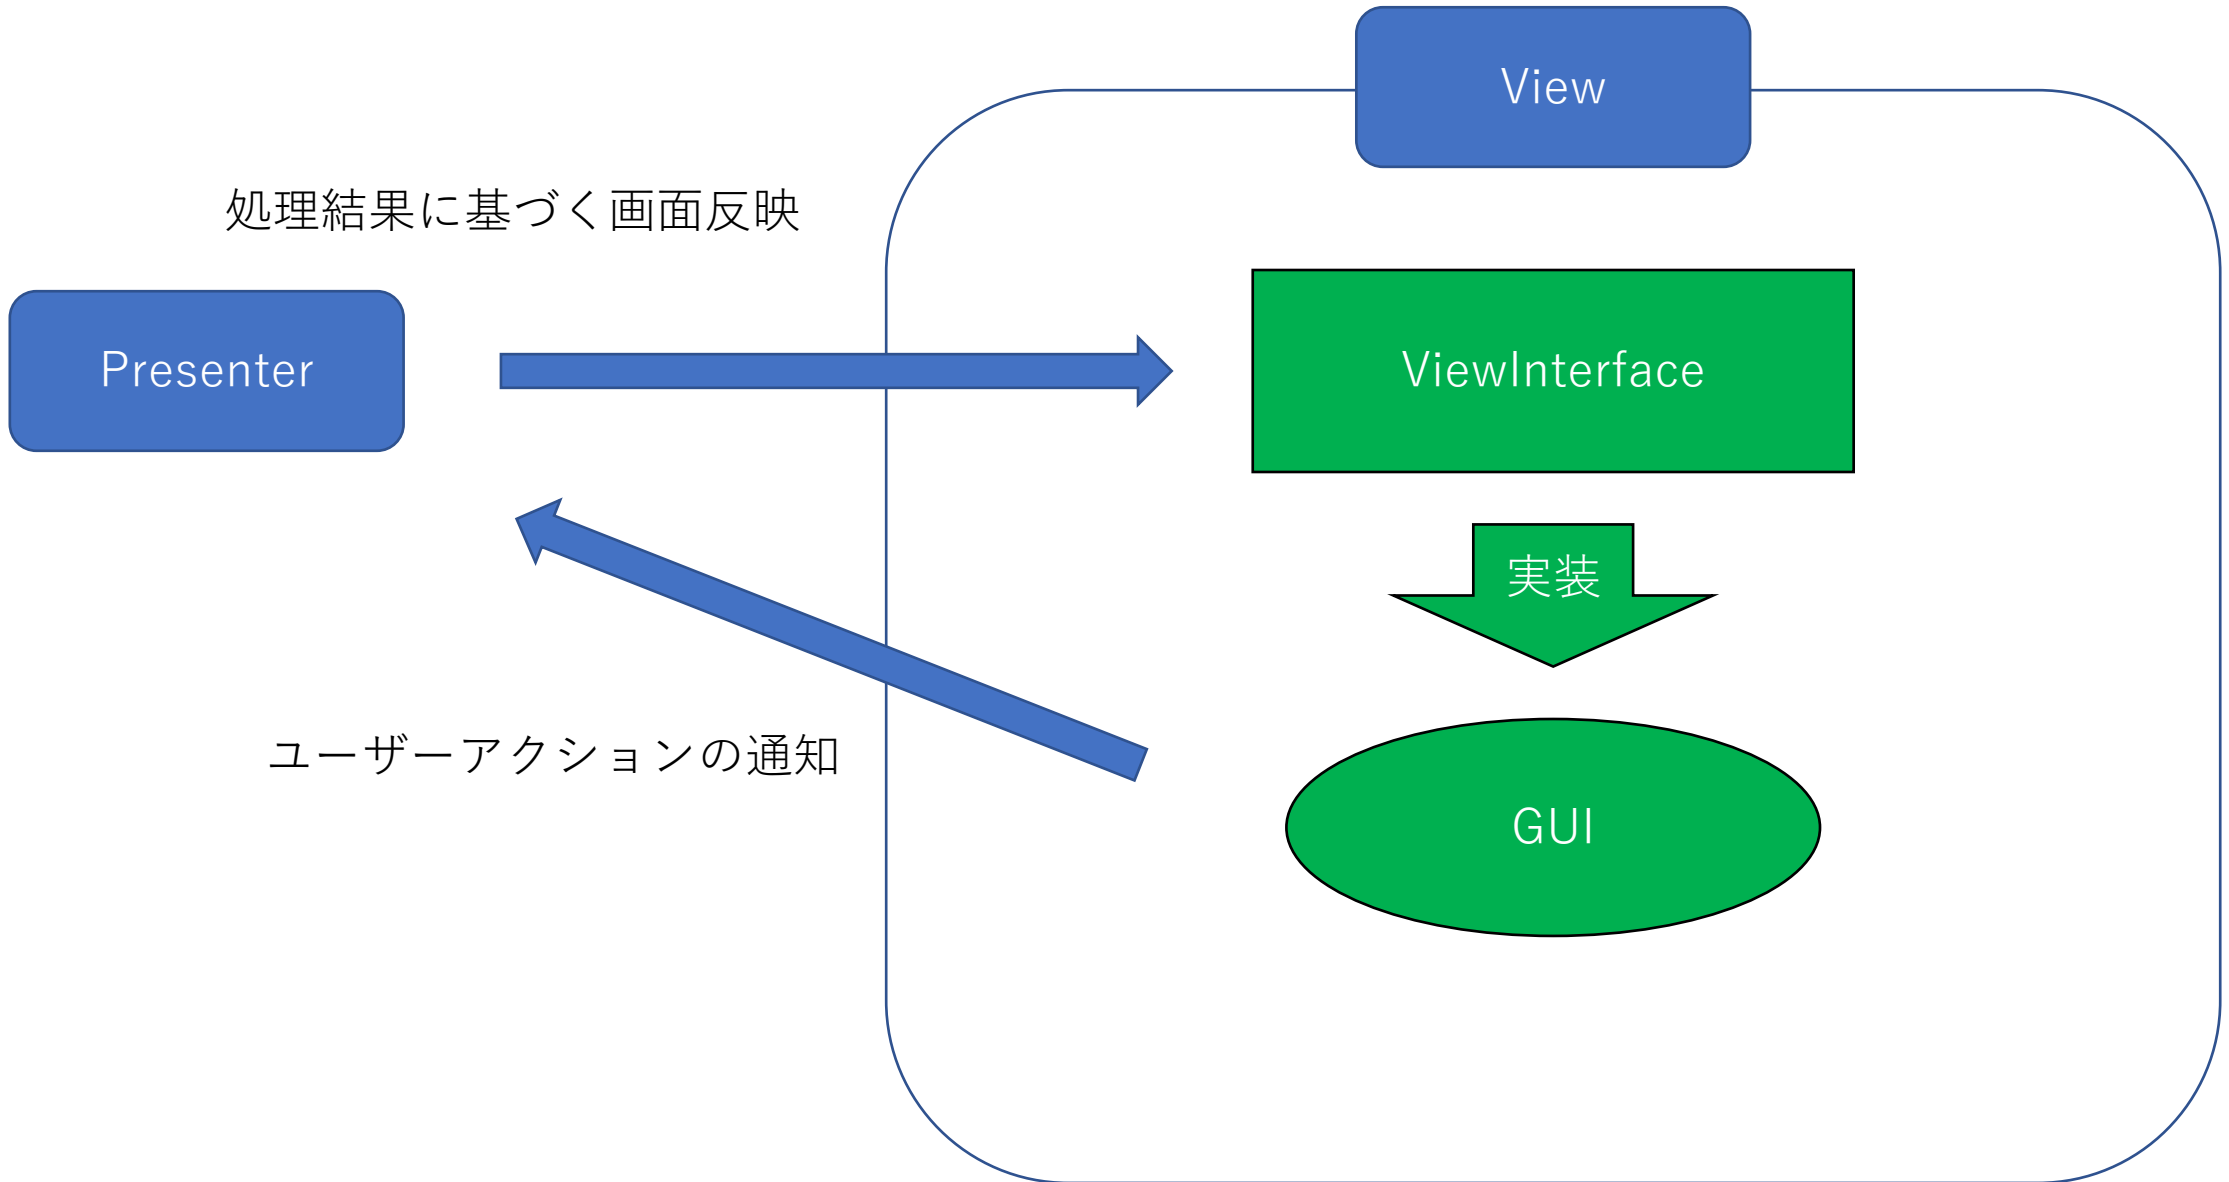 View
処理結果に基づく画面反映
Presenter
ViewInterface
実装
ユーザーアクションの通知
GUI